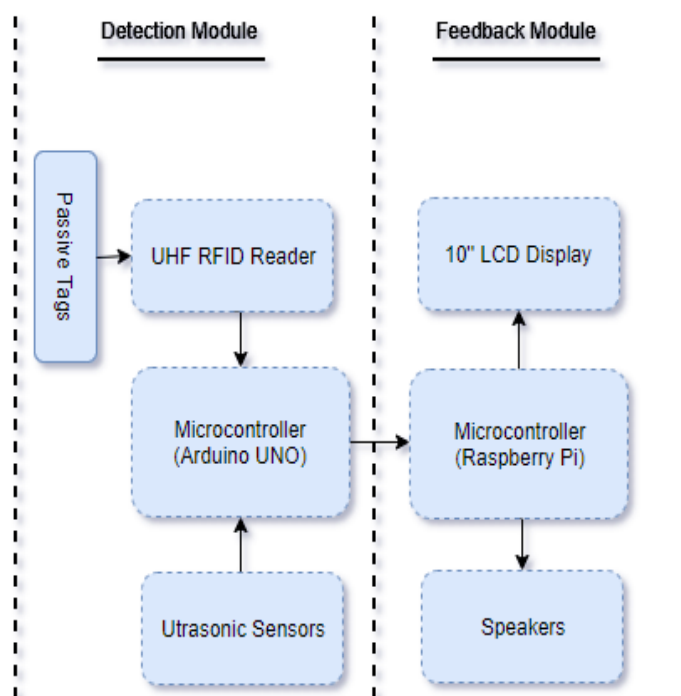 Detection Module
Feedback Module
Passive Tags
UHF RFID Reader
10" LCD Display
Microcontroller
(Arduino UNO)
Microcontroller
(Raspberry Pi)
Utrasonic Sensors
Speakers